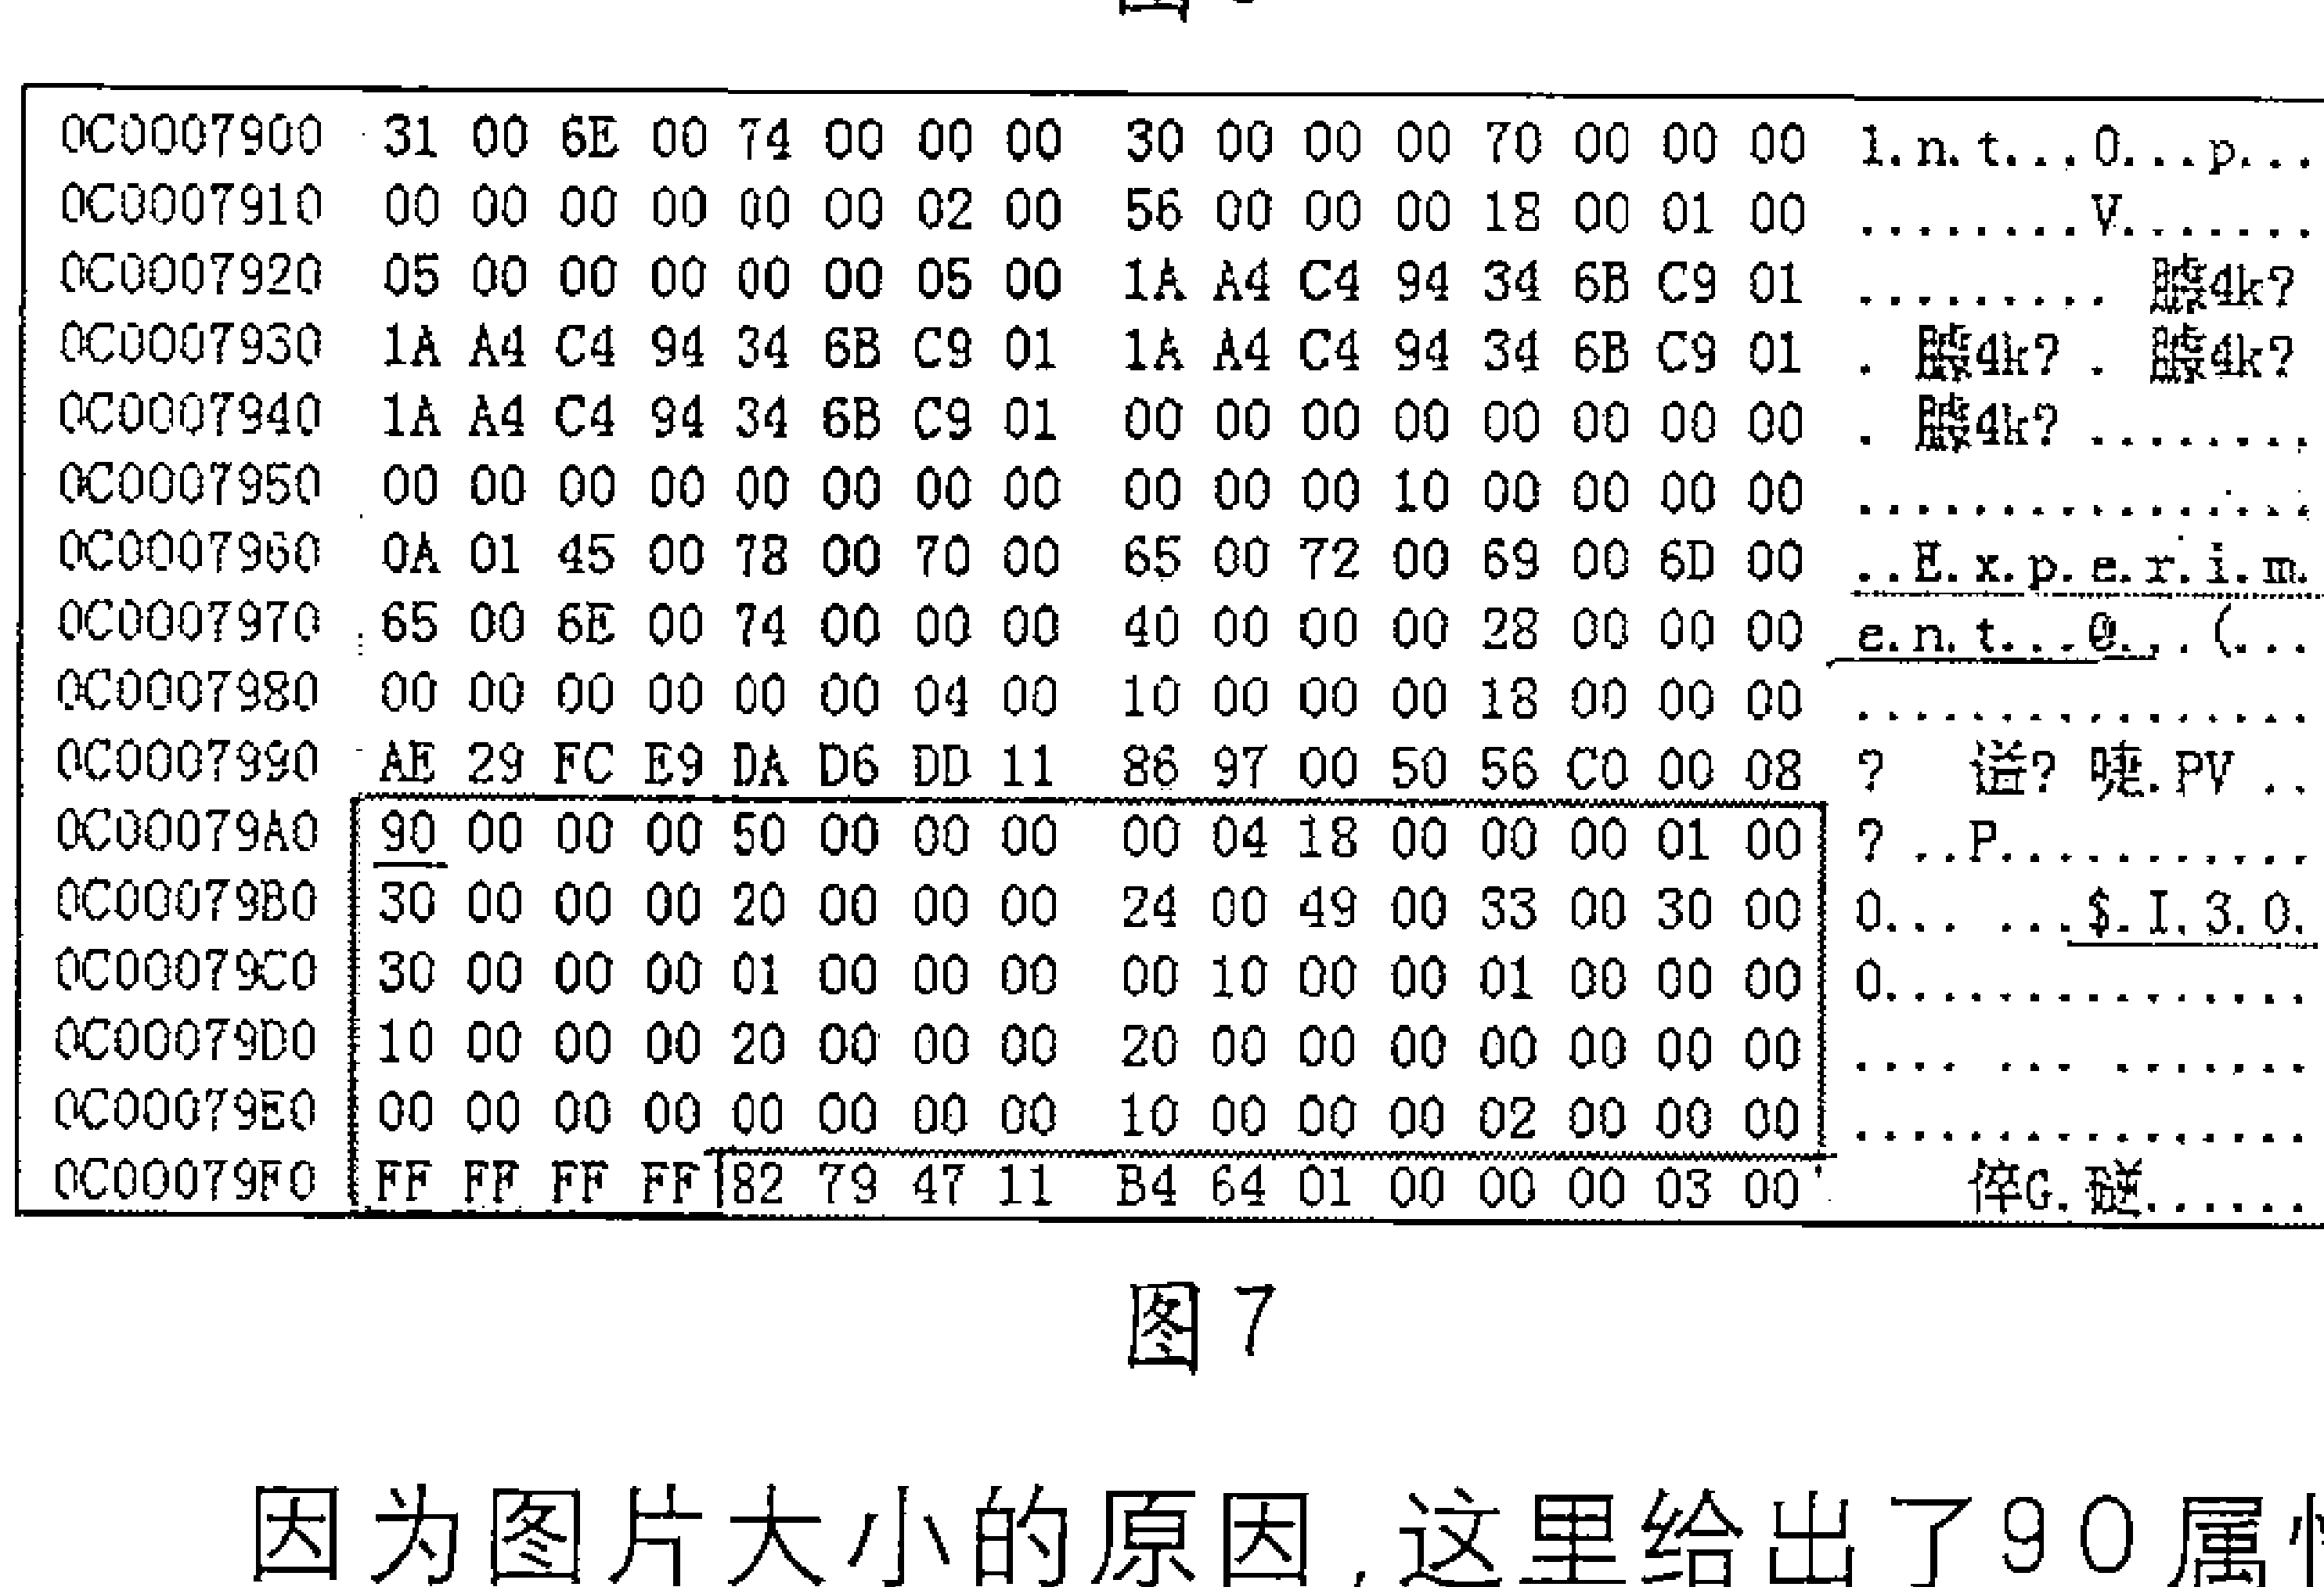 0C0007900 31 00 6E 00 74 00 00 00 30 00 00 00 70 00 00 00 1.n.t...0...p...
0C0007910 00 00 00 00 00 00 02 00 56 00 00 00 18 00 01 00 ........V.......
0C0007920 05 00 00 00 00 00 05 00 1A A4 C4 94 34 6B C9 01 ......... 4k?
0C0007930 1A A4 C4 94 34 6B C9 01 1A A4 C4 94 34 6B C9 01 . 4k? . 4k?
0C0007940 1A A4 C4 94 34 6B C9 01 00 00 00 00 00 00 00 00 . 4k? ........
0C0007950 00 00 00 00 00 00 00 00 00 00 00 10 00 00 00 00 ................
0C0007960 0A 01 45 00 78 00 70 00 65 00 72 00 69 00 6D 00 ..E.x.p.e.r.i.m.
0C0007970 65 00 6E 00 74 00 00 00 40 00 00 00 28 00 00 00 e.n.t...@...(...
0C0007980 00 00 00 00 00 00 04 00 10 00 00 00 18 00 00 00 ................
0C0007990 AE 29 FC E9 DA D6 DD 11 86 97 00 50 56 C0 00 08 ? ? .PV ..
0C00079A0 90 00 00 00 50 00 00 00 00 04 18 00 00 00 01 00 ? ..P...........
0C00079B0 30 00 00 00 20 00 00 00 24 00 49 00 33 00 30 00 0... ...$.I.3.0.
0C00079C0 30 00 00 00 01 00 00 00 00 10 00 00 01 00 00 00 0...............
0C00079D0 10 00 00 00 20 00 00 00 20 00 00 00 00 00 00 00 .... ... .......
0C00079E0 00 00 00 00 00 00 00 00 10 00 00 00 02 00 00 00 ................
0C00079F0 FF FF FF FF 82 79 47 11 B4 64 01 00 00 00 03 00 G. ......
图7
因为图片大小的原因,这里给出了90属